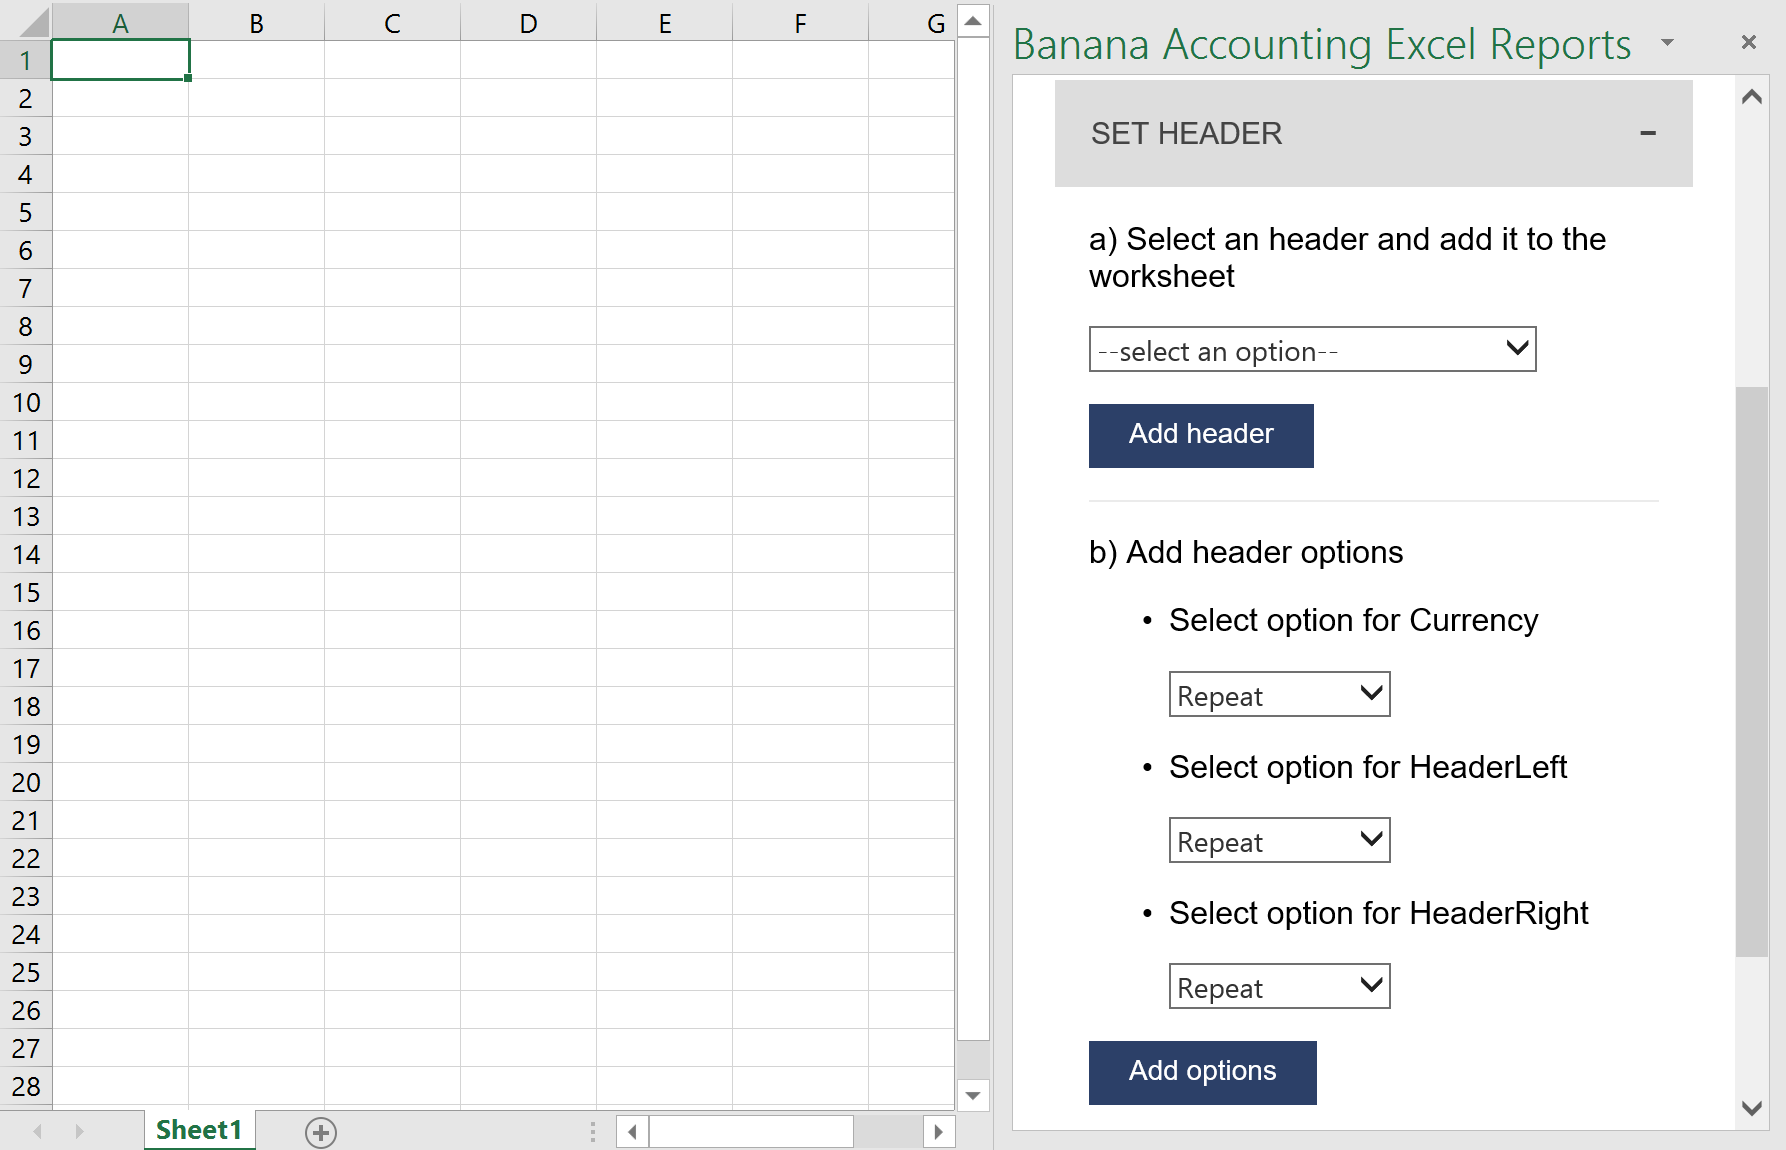 A B C D E F G
1
2
3
4
5
6
7
8
9
10
11
12
13
14
15
16
17
18
19
20
21
22
23
24
25
26
27
28
Sheet1
Banana Accounting Excel Reports
SET HEADER
a) Select an header and add it to the
worksheet
--select an option--
Add header
b) Add header options
• Select option for Currency
Repeat
• Select option for HeaderLeft
Repeat
• Select option for HeaderRight
Repeat
Add options